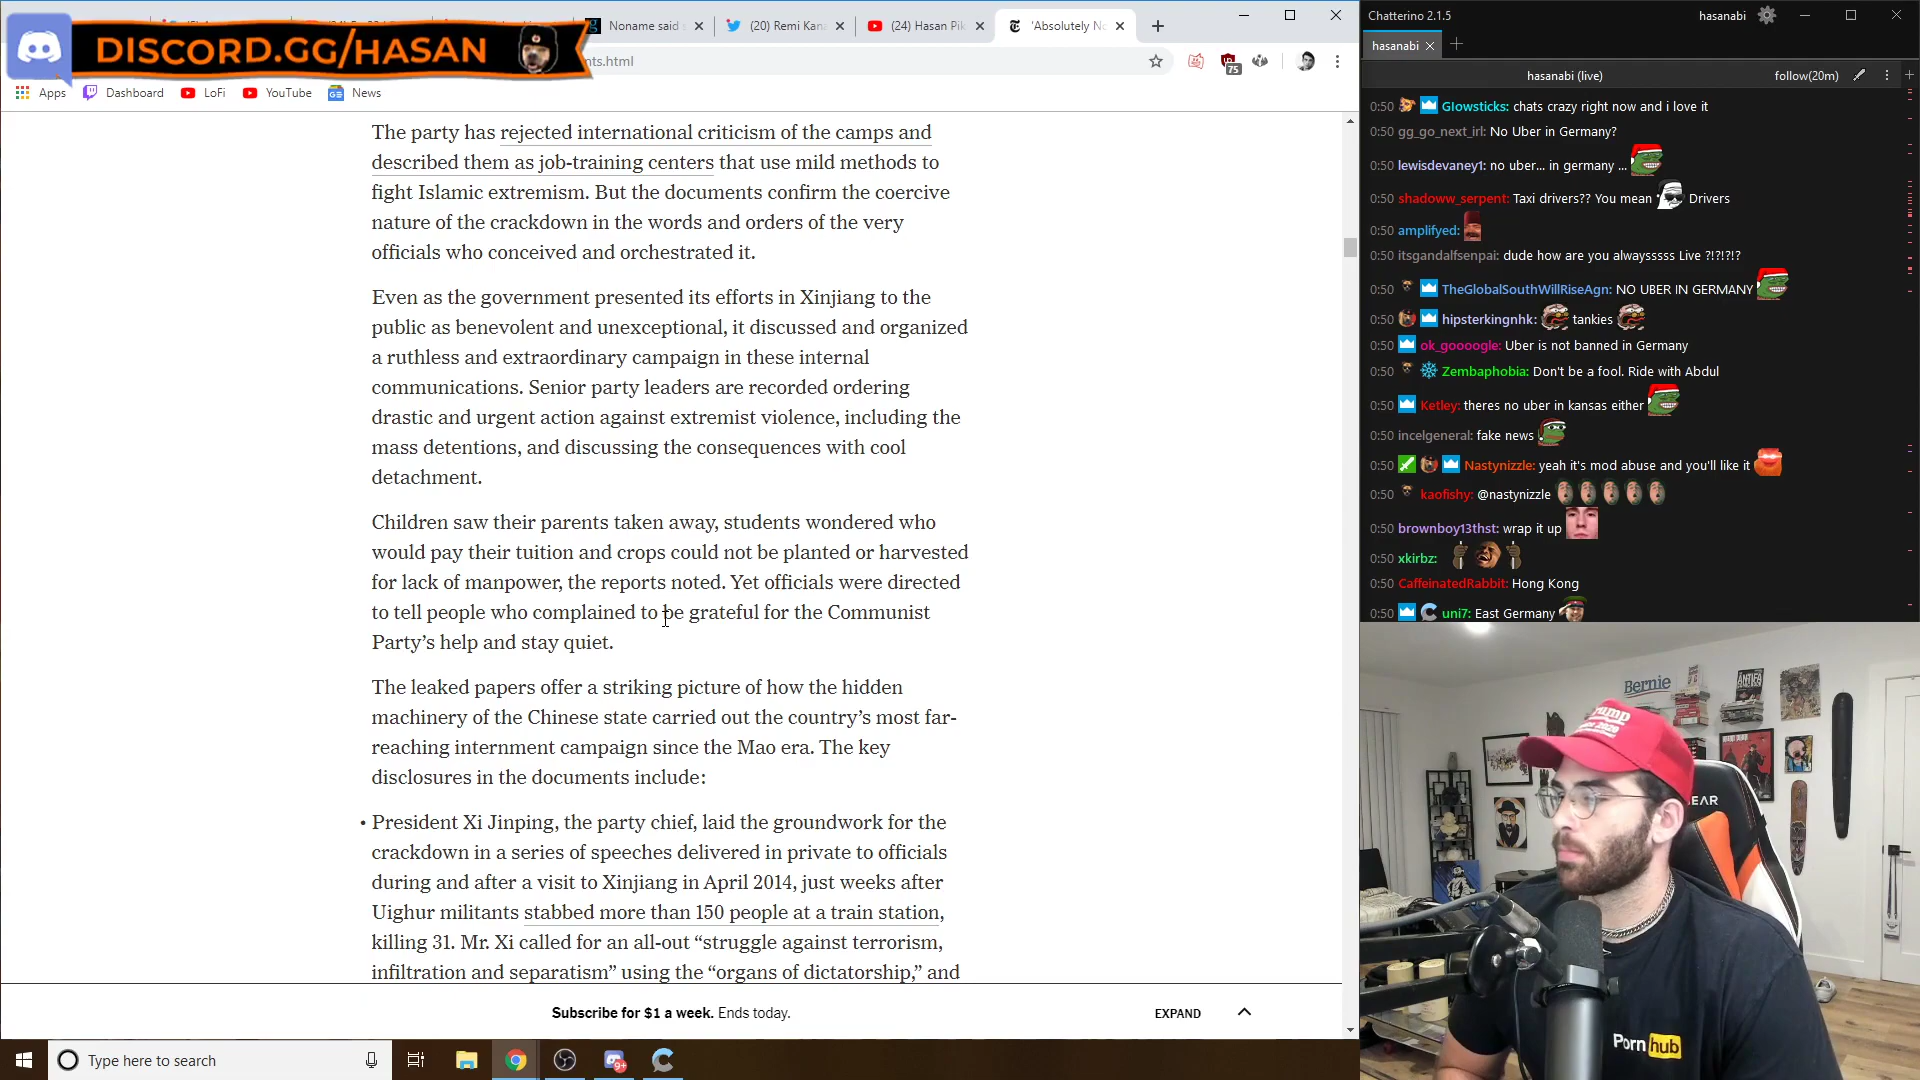 DISCORD.GG/HASAN
Noname said
(20) Remi Kana
(24) Hasan Pik
'Absolutely No
nts.html
75
Apps
Dashboard
LoFi
YouTube
News
The party has rejected international criticism of the camps and
described them as job-training centers that use mild methods to
fight Islamic extremism. But the documents confirm the coercive
nature of the crackdown in the words and orders of the very
officials who conceived and orchestrated it.
Even as the government presented its efforts in Xinjiang to the
public as benevolent and unexceptional, it discussed and organized
a ruthless and extraordinary campaign in these internal
communications. Senior party leaders are recorded ordering
drastic and urgent action against extremist violence, including the
mass detentions, and discussing the consequences with cool
detachment.
Children saw their parents taken away, students wondered who
would pay their tuition and crops could not be planted or harvested
for lack of manpower, the reports noted. Yet officials were directed
to tell people who complained to be grateful for the Communist
Party's help and stay quiet.
The leaked papers offer a striking picture of how the hidden
machinery of the Chinese state carried out the country's most far-
reaching internment campaign since the Mao era. The key
disclosures in the documents include:
• President Xi Jinping, the party chief, laid the groundwork for the
crackdown in a series of speeches delivered in private to officials
during and after a visit to Xinjiang in April 2014, just weeks after
Uighur militants stabbed more than 150 people at a train station,
killing 31. Mr. Xi called for an all-out “struggle against terrorism,
infiltration and separatism” using the “organs of dictatorship,” and
Subscribe for $1 a week. Ends today.
EXPAND
Type here to search
9+
Chatterino 2.1.5
hasanabi
hasanabi
hasanabi (live)
follow(20m)
0:50 Glowsticks: chats crazy right now and i love it
0:50 gg_go_next_irl: No Uber in Germany?
0:50 lewisdevaney1: no uber... in germany ...
0:50 shadoww_serpent: Taxi drivers?? You mean Drivers
0:50 amplifyed:
0:50 itsgandalfsenpai: dude how are you alwaysssss Live ?!?!?!?
0:50 TheGlobalSouthWillRiseAgn: NO UBER IN GERMANY
0:50 hipsterkingnhk: tankies
0:50 ok_goooogle: Uber is not banned in Germany
0:50 Zembaphobia: Don't be a fool. Ride with Abdul
0:50 Ketley: theres no uber in kansas either
0:50 incelgeneral: fake news
0:50 Nastynizzle: yeah it's mod abuse and you'll like it
0:50 kaofishy: @nastynizzle
0:50 brownboy13thst: wrap it up
0:50 xkirbz:
0:50 CaffeinatedRabbit: Hong Kong
0:50 uni7: East Germany
Bernie
ANTIFA
Trump
EAR
Porn hub